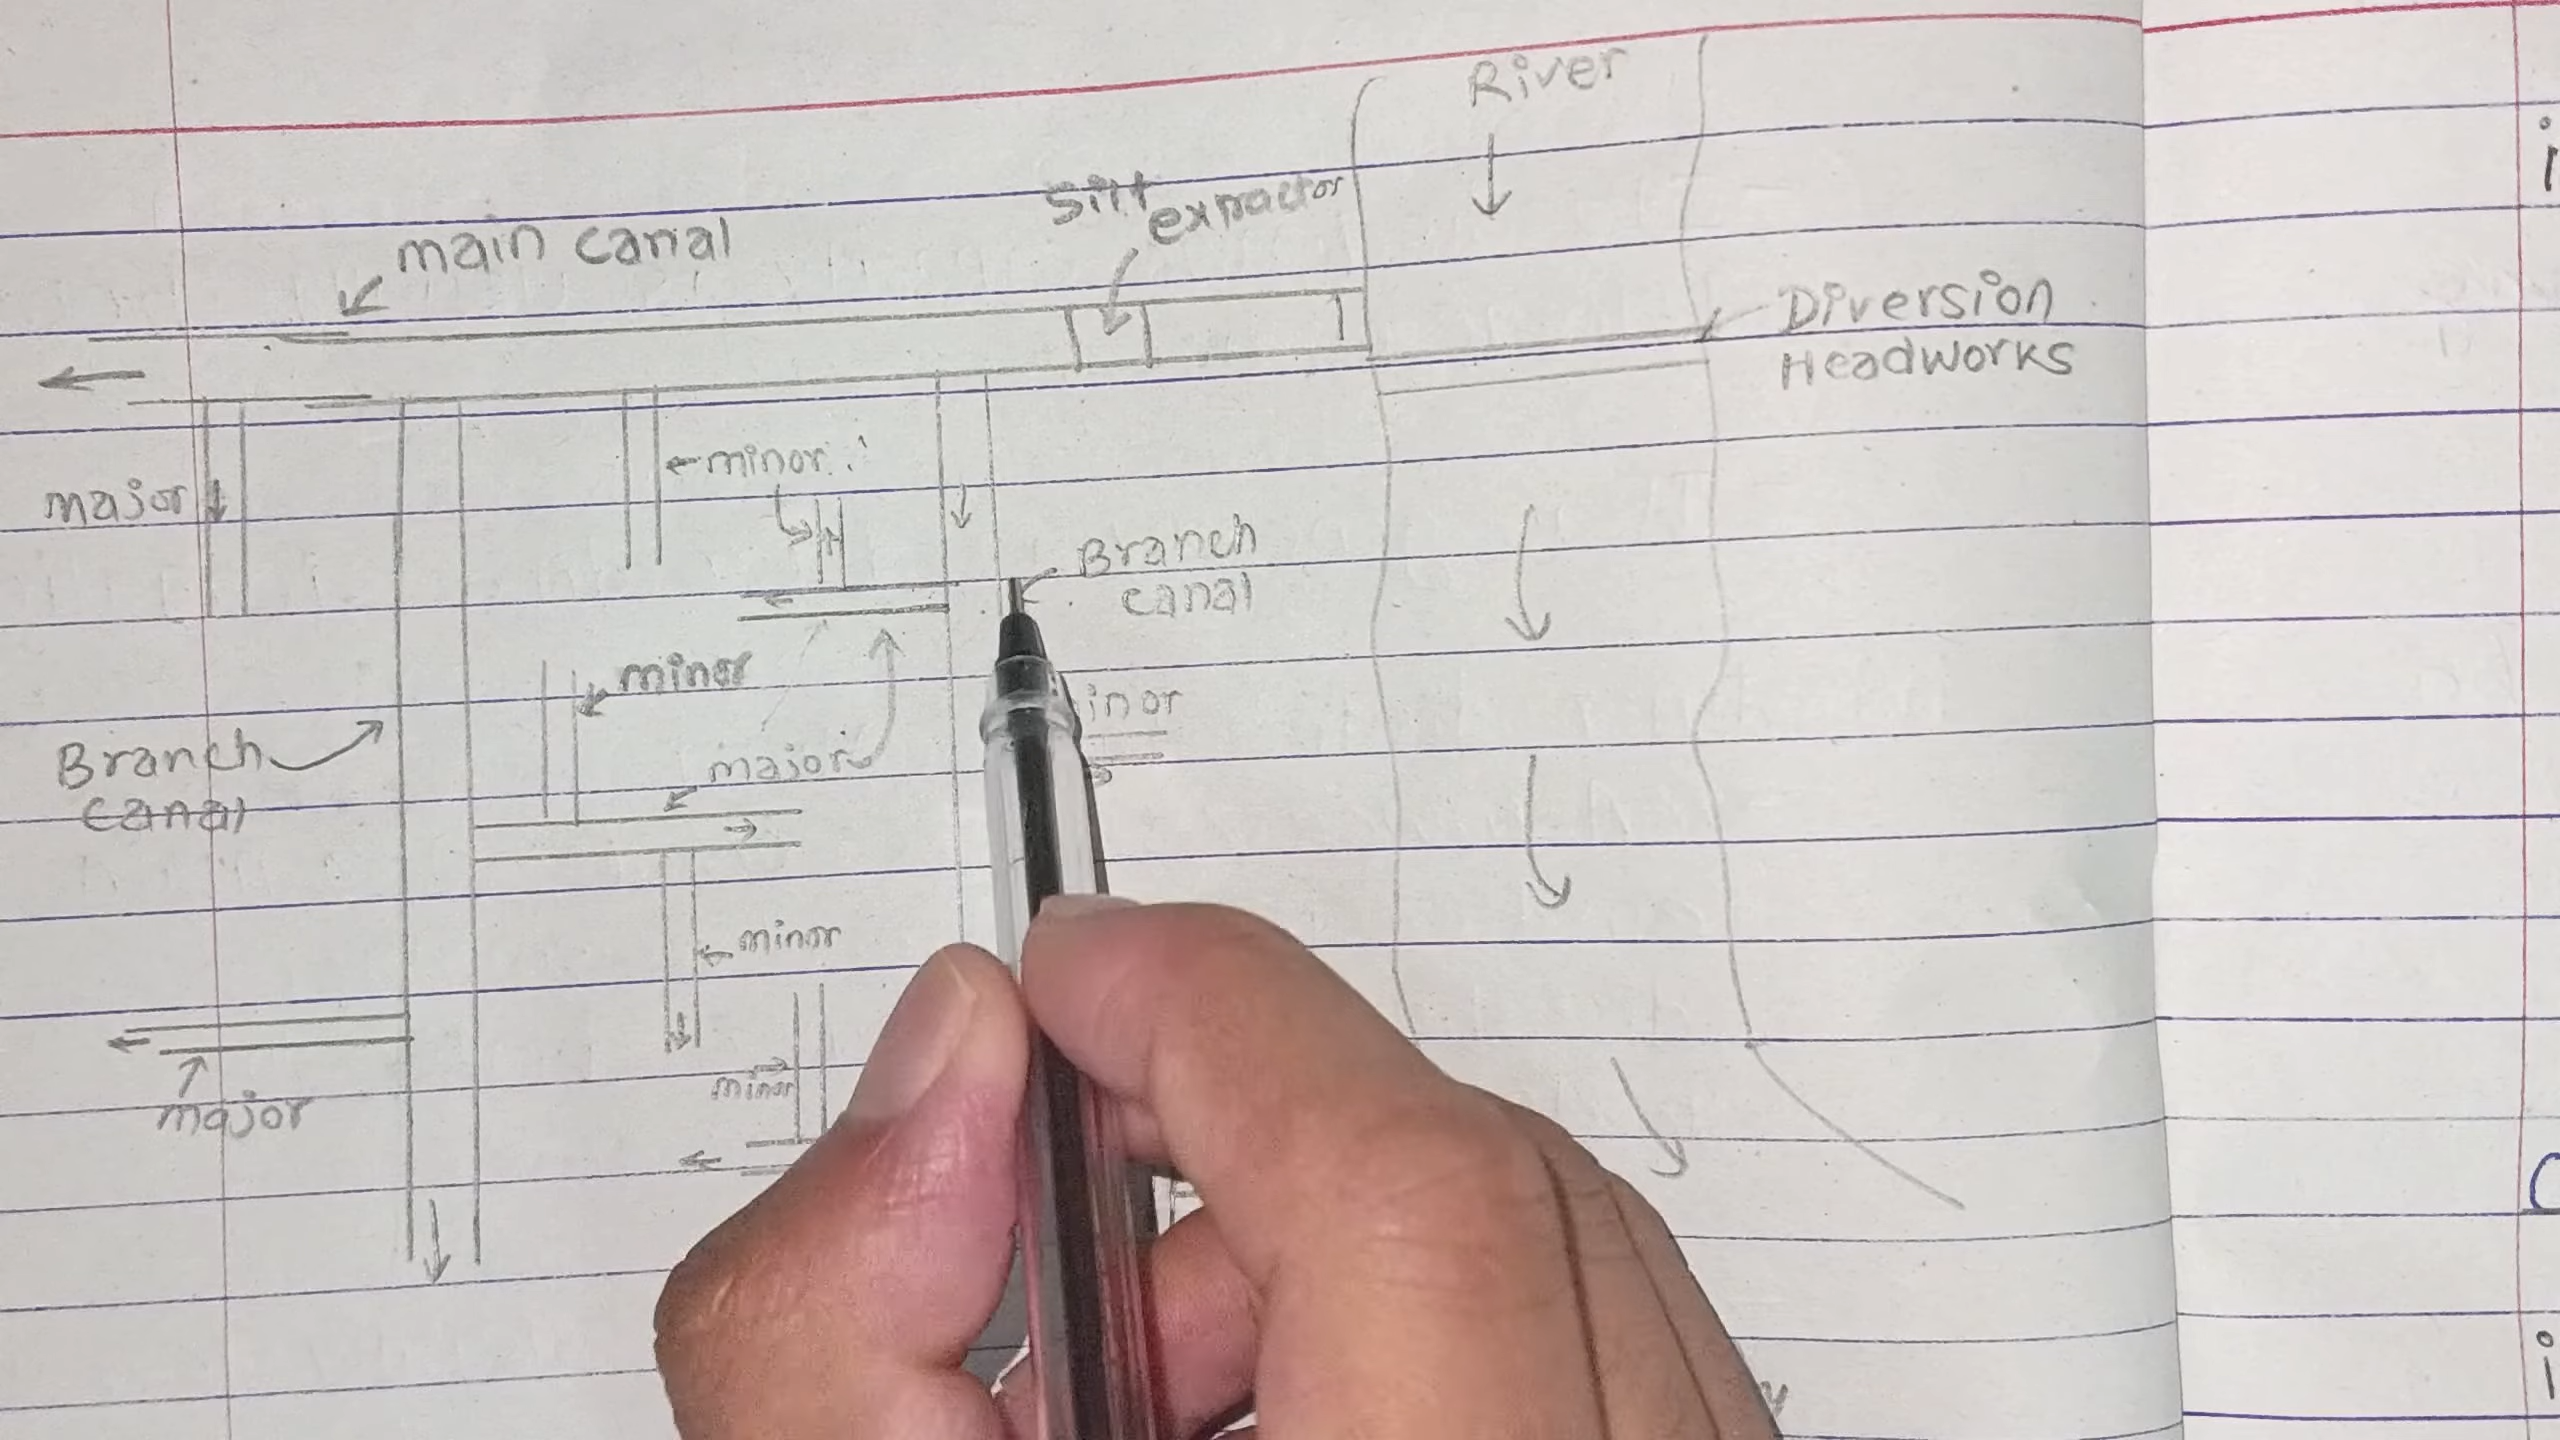 River
Silt
extractor
main canal
Diversion
Headworks
minor
major
Branch
canal
minor
inor
Branch
canal
major
minor
minor
major
i
i